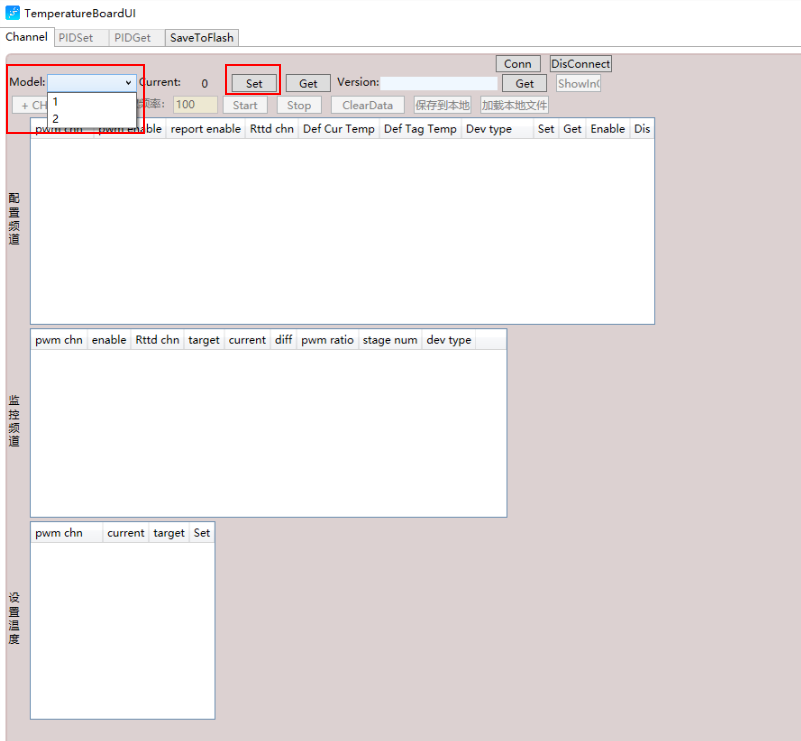 TemperatureBoardUI
Channel PIDSet PIDGet SaveToFlash
Conn DisConnect
Model: Current: 0 Set Get Version: Get ShowIn
1
2
+ CH 频率: 100 Start Stop ClearData 保存到本地 加载本地文件
pwm chn pwm enable report enable Rttd chn Def Cur Temp Def Tag Temp Dev type Set Get Enable Dis
配置频道
pwm chn enable Rttd chn target current diff pwm ratio stage num dev type
监控频道
pwm chn current target Set
设置温度